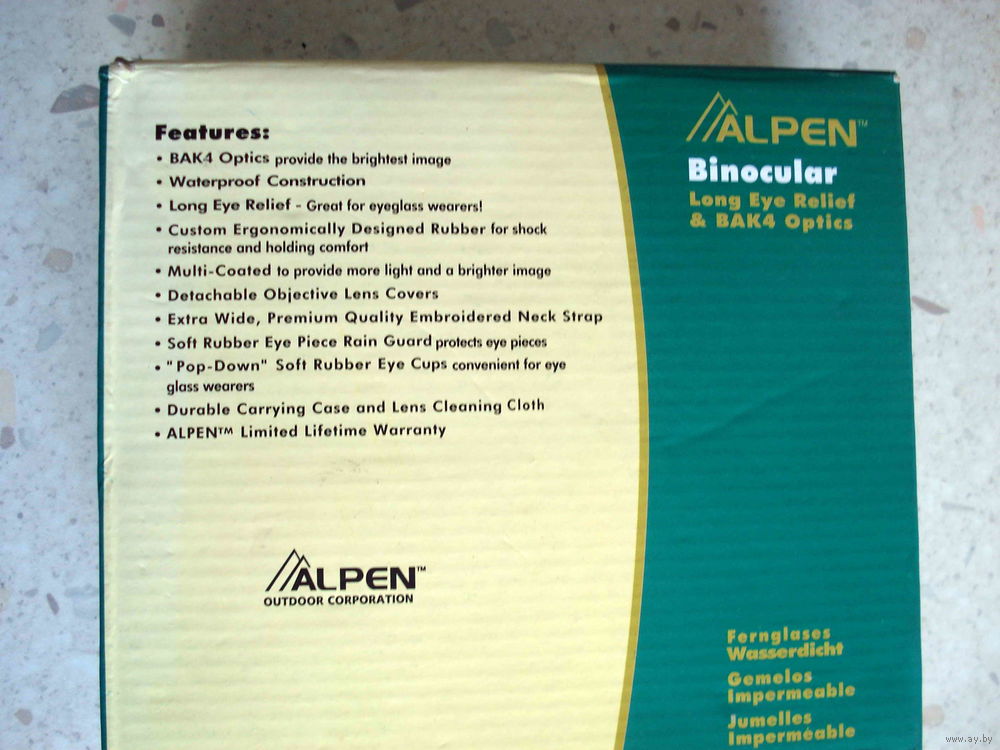 Features:
• BAK4 Optics provide the brightest image
• Waterproof Construction
• Long Eye Relief - Great for eyeglass wearers!
• Custom Ergonomically Designed Rubber for shock
resistance and holding comfort
• Multi-Coated to provide more light and a brighter image
• Detachable Objective Lens Covers
• Extra Wide, Premium Quality Embroidered Neck Strap
• Soft Rubber Eye Piece Rain Guard protects eye pieces
• "Pop-Down" Soft Rubber Eye Cups convenient for eye
glass wearers
• Durable Carrying Case and Lens Cleaning Cloth
• ALPEN™ Limited Lifetime Warranty
ALPEN™
OUTDOOR CORPORATION
ALPEN™
Binocular
Long Eye Relief
& BAK4 Optics
Fernglases
Wasserdicht
Gemelos
Impermeable
Jumelles
Imperméable
www.ay.by